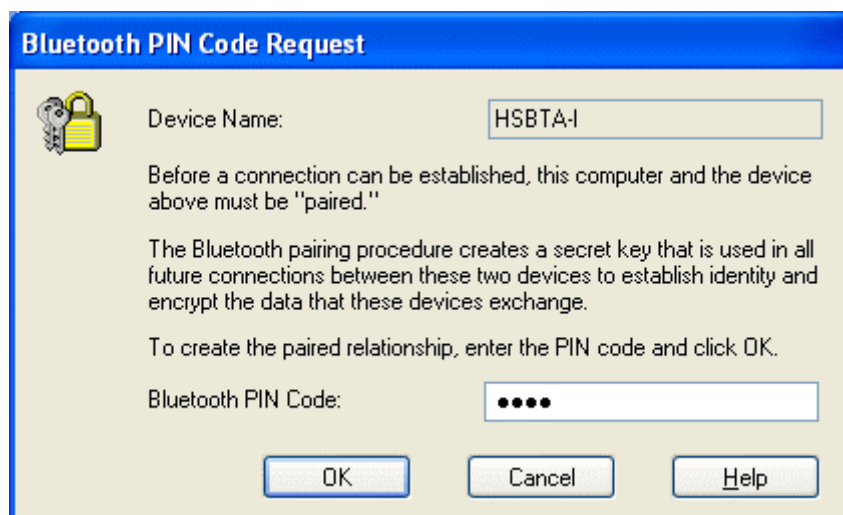 Bluetooth PIN Code Request
Device Name: HSBTA-I
Before a connection can be established, this computer and the device
above must be "paired."
The Bluetooth pairing procedure creates a secret key that is used in all
future connections between these two devices to establish identity and
encrypt the data that these devices exchange.
To create the paired relationship, enter the PIN code and click OK.
Bluetooth PIN Code: ●●●●
OK Cancel Help